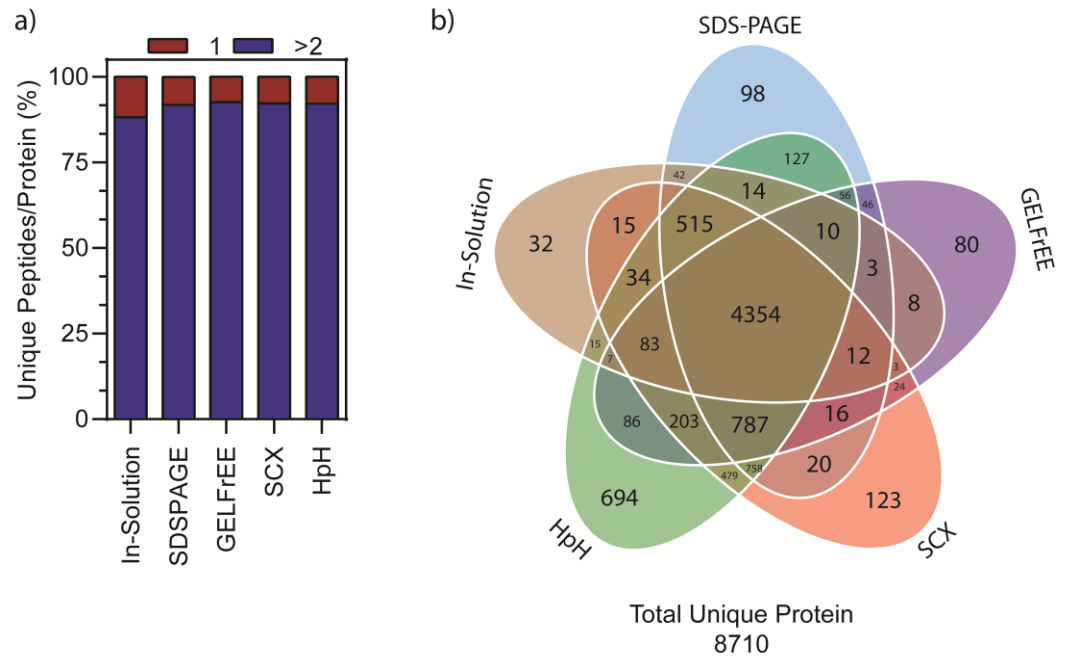 a)
1 >2
Unique Peptides/Protein (%)
100
75
50
25
0
In-Solution
SDSPAGE
GELFrEE
SCX
HpH
b)
SDS-PAGE
98
127
42
14
56
46
In-Solution
GELFrEE
32
15
515
10
80
34
3
8
4354
15
7
83
12
3
24
86
203
787
16
479
758
20
694
123
HpH
SCX
Total Unique Protein
8710